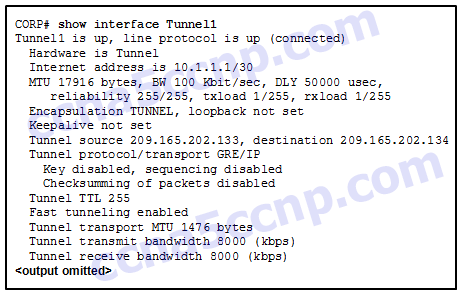 CORP# show interface Tunnel1
Tunnel1 is up, line protocol is up (connected)
Hardware is Tunnel
Internet address is 10.1.1.1/30
MTU 17916 bytes, BW 100 Kbit/sec, DLY 50000 usec,
reliability 255/255, txload 1/255, rxload 1/255
Encapsulation TUNNEL, loopback not set
Keepalive not set
Tunnel source 209.165.202.133, destination 209.165.202.134
Tunnel protocol/transport GRE/IP
Key disabled, sequencing disabled
Checksumming of packets disabled
Tunnel TTL 255
Fast tunneling enabled
Tunnel transport MTU 1476 bytes
Tunnel transmit bandwidth 8000 (kbps)
Tunnel receive bandwidth 8000 (kbps)
<output omitted>
ccna5ccnp.com
ccna5ccnp.com